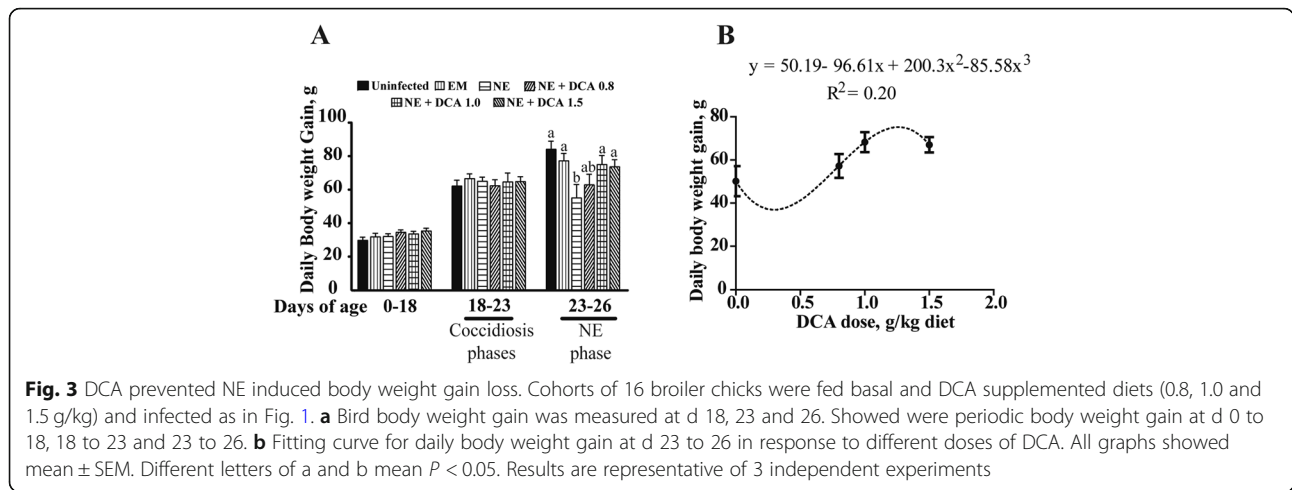 A
Uninfected EM NE NE + DCA 0.8
NE + DCA 1.0 NE + DCA 1.5
Daily Body weight Gain, g
100
80
60
40
20
0
a
a
b
ab
a
a
Days of age 0-18 18-23 23-26
Coccidiosis NE
phases phase
B
y = 50.19- 96.61x + 200.3x²-85.58x³
R² = 0.20
Daily body weight gain, g
80
60
40
20
0
0.0 0.5 1.0 1.5 2.0
DCA dose, g/kg diet
Fig. 3 DCA prevented NE induced body weight gain loss. Cohorts of 16 broiler chicks were fed basal and DCA supplemented diets (0.8, 1.0 and
1.5 g/kg) and infected as in Fig. 1. a Bird body weight gain was measured at d 18, 23 and 26. Showed were periodic body weight gain at d 0 to
18, 18 to 23 and 23 to 26. b Fitting curve for daily body weight gain at d 23 to 26 in response to different doses of DCA. All graphs showed
mean ± SEM. Different letters of a and b mean P < 0.05. Results are representative of 3 independent experiments